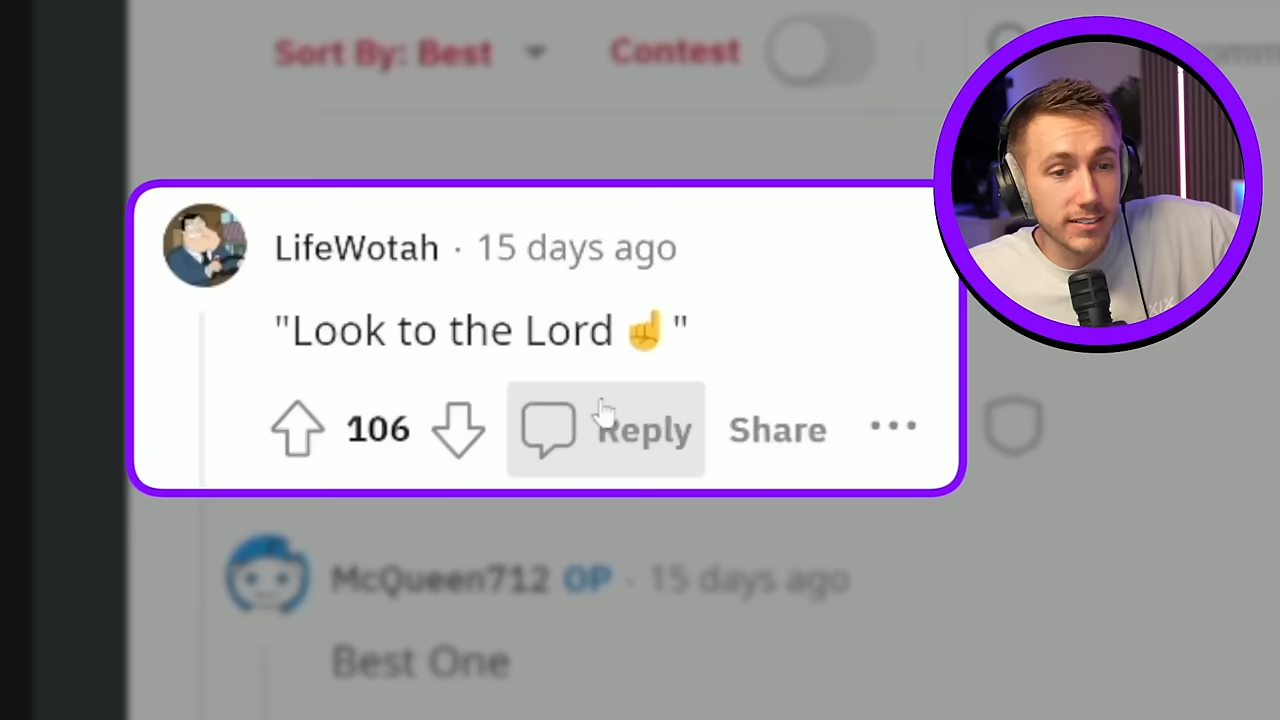 Sort By: Best
Contest
LifeWotah · 15 days ago
"Look to the Lord ☝️"
106
Reply
Share
McQueen712 OP · 15 days ago
Best One